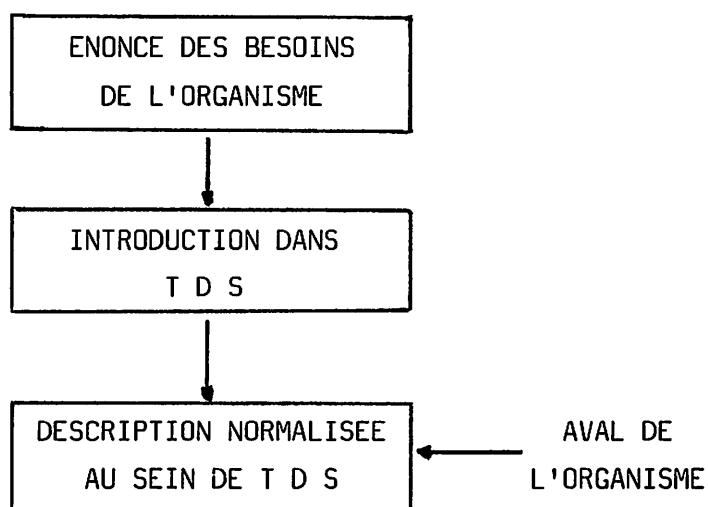 ENONCE DES BESOINS
DE L'ORGANISME
INTRODUCTION DANS
T D S
DESCRIPTION NORMALISEE
AU SEIN DE T D S
AVAL DE
L'ORGANISME